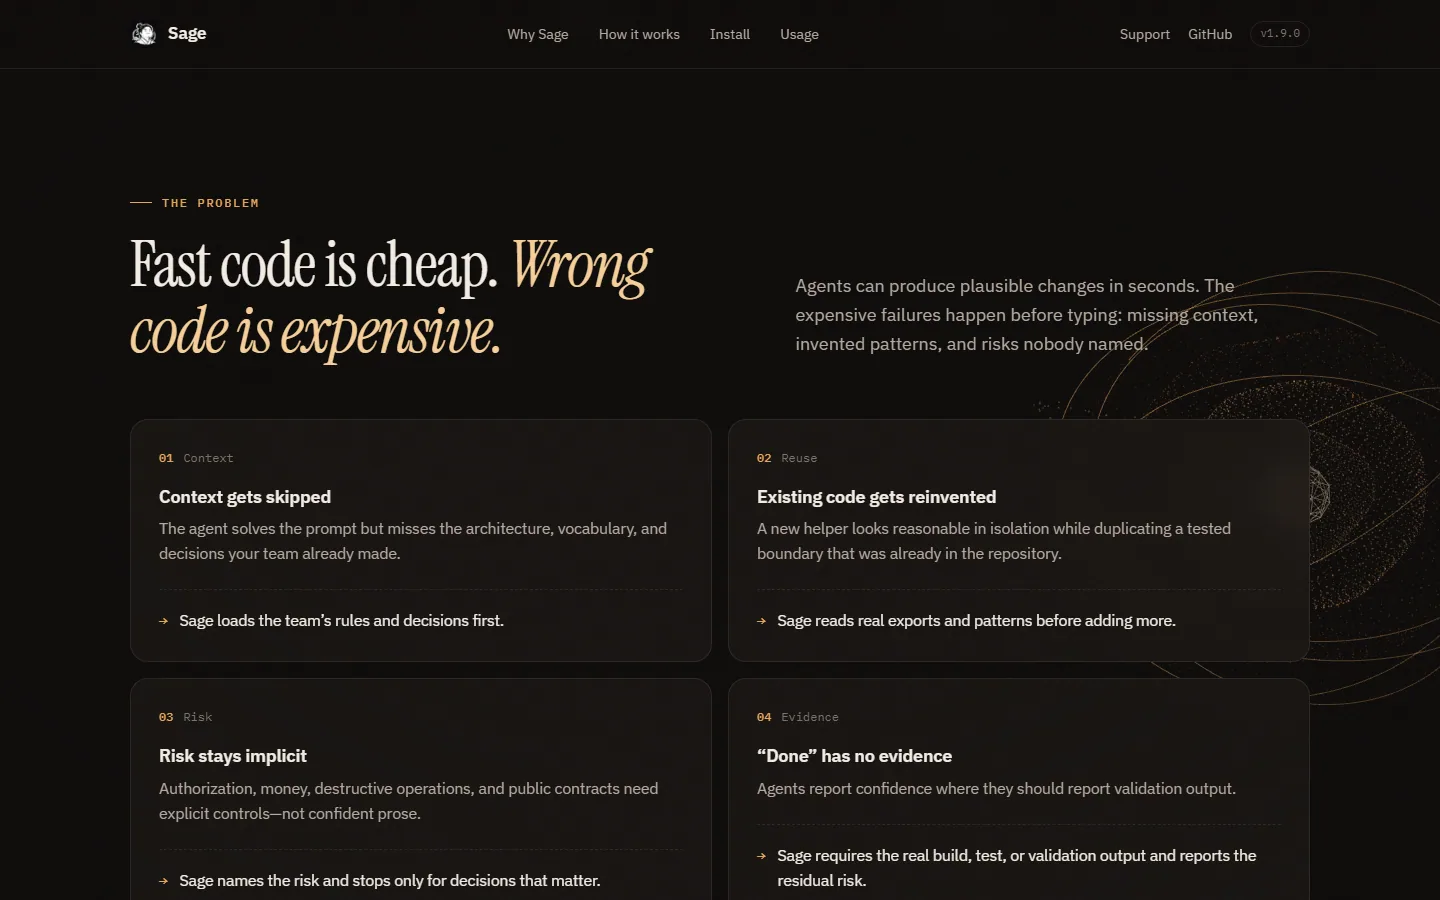 Sage
Why Sage
How it works
Install
Usage
Support
GitHub
v1.9.0
THE PROBLEM
Fast code is cheap. Wrong
code is expensive.
Agents can produce plausible changes in seconds. The
expensive failures happen before typing: missing context,
invented patterns, and risks nobody named.
01 Context
Context gets skipped
The agent solves the prompt but misses the architecture, vocabulary, and
decisions your team already made.
→ Sage loads the team’s rules and decisions first.
02 Reuse
Existing code gets reinvented
A new helper looks reasonable in isolation while duplicating a tested
boundary that was already in the repository.
→ Sage reads real exports and patterns before adding more.
03 Risk
Risk stays implicit
Authorization, money, destructive operations, and public contracts need
explicit controls—not confident prose.
→ Sage names the risk and stops only for decisions that matter.
04 Evidence
“Done” has no evidence
Agents report confidence where they should report validation output.
→ Sage requires the real build, test, or validation output and reports the
residual risk.